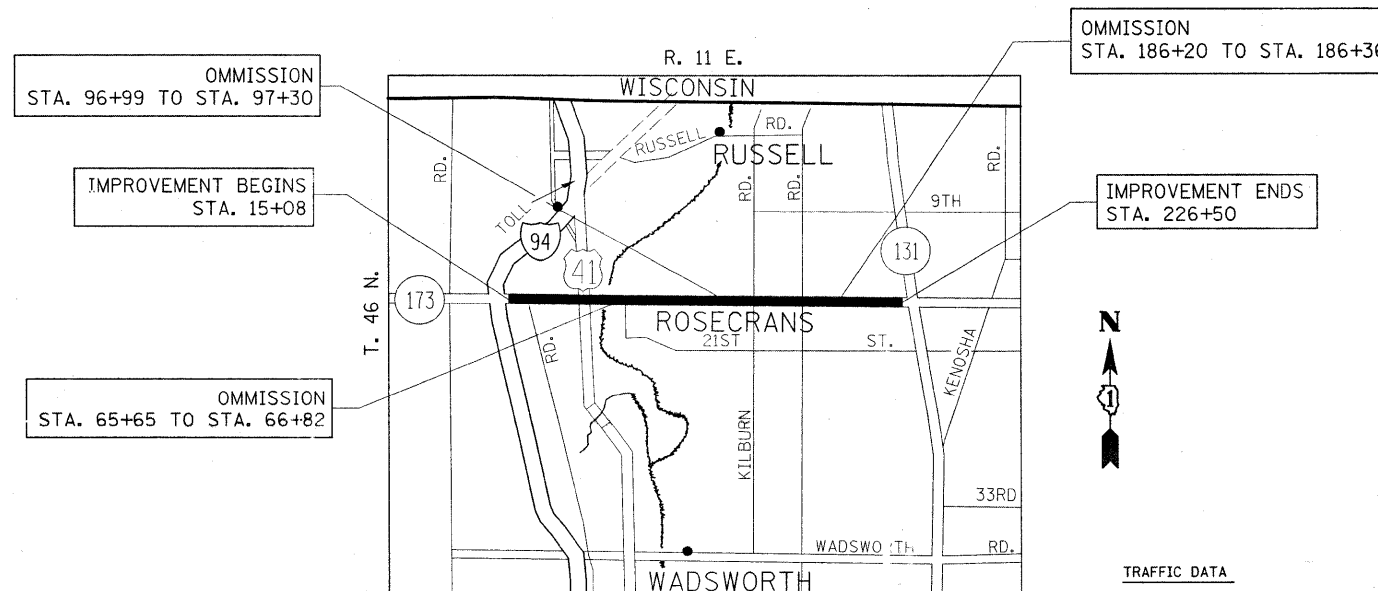 OMMISSION
STA. 186+20 TO STA. 186+36
R. 11 E.
OMMISSION
STA. 96+99 TO STA. 97+30
WISCONSIN
RD.
RUSSELL
RUSSELL
RD.
RD.
RD.
RD.
IMPROVEMENT BEGINS
STA. 15+08
IMPROVEMENT ENDS
STA. 226+50
9TH
TOLL
94
41
131
T. 46 N.
173
ROSECRANS
21ST ST.
RD.
KENOSHA
N
1
OMMISSION
STA. 65+65 TO STA. 66+82
KILBURN
33RD
WADSWORTH RD.
WADSWORTH
TRAFFIC DATA